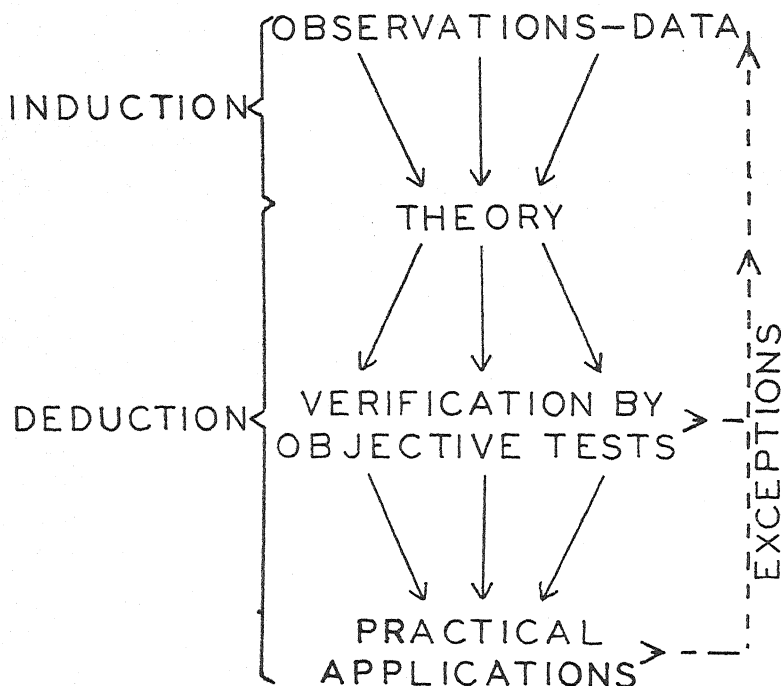 OBSERVATIONS-DATA
INDUCTION
THEORY
DEDUCTION
VERIFICATION BY
OBJECTIVE TESTS
EXCEPTIONS
PRACTICAL
APPLICATIONS